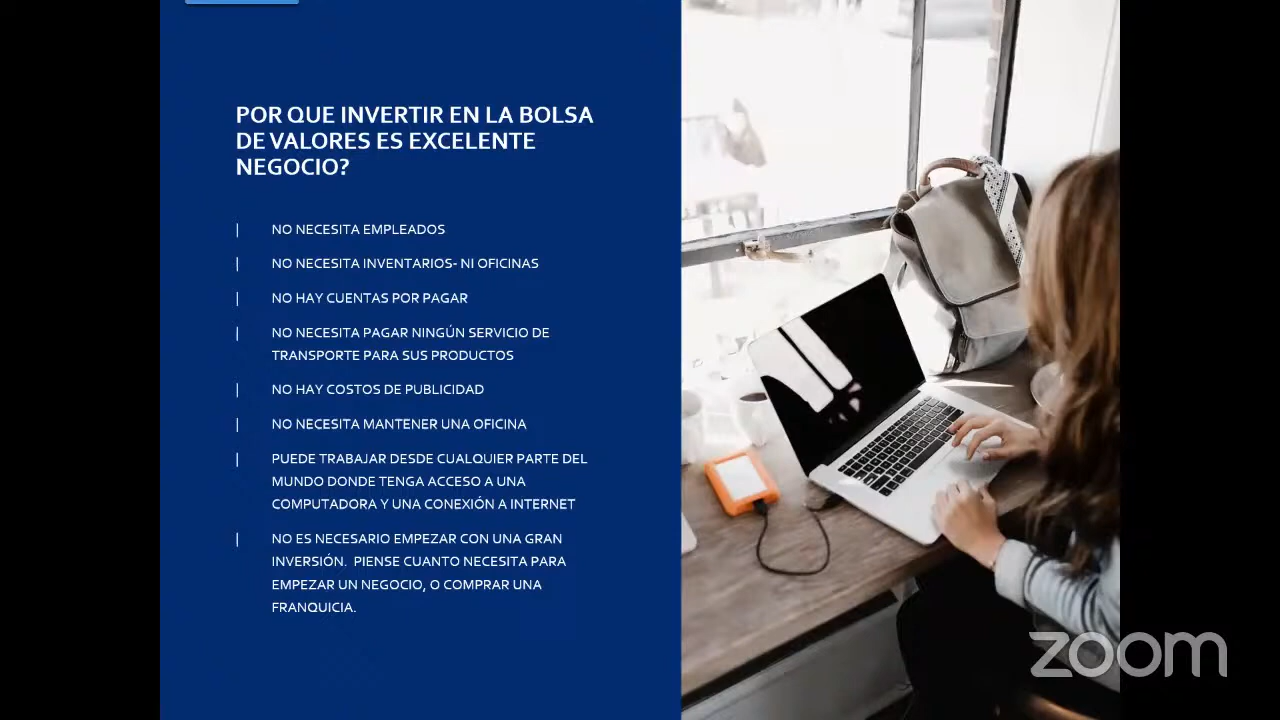 POR QUE INVERTIR EN LA BOLSA
DE VALORES ES EXCELENTE
NEGOCIO?
| NO NECESITA EMPLEADOS
| NO NECESITA INVENTARIOS- NI OFICINAS
| NO HAY CUENTAS POR PAGAR
| NO NECESITA PAGAR NINGÚN SERVICIO DE
TRANSPORTE PARA SUS PRODUCTOS
| NO HAY COSTOS DE PUBLICIDAD
| NO NECESITA MANTENER UNA OFICINA
| PUEDE TRABAJAR DESDE CUALQUIER PARTE DEL
MUNDO DONDE TENGA ACCESO A UNA
COMPUTADORA Y UNA CONEXIÓN A INTERNET
| NO ES NECESARIO EMPEZAR CON UNA GRAN
INVERSIÓN. PIENSE CUANTO NECESITA PARA
EMPEZAR UN NEGOCIO, O COMPRAR UNA
FRANQUICIA.
zoom